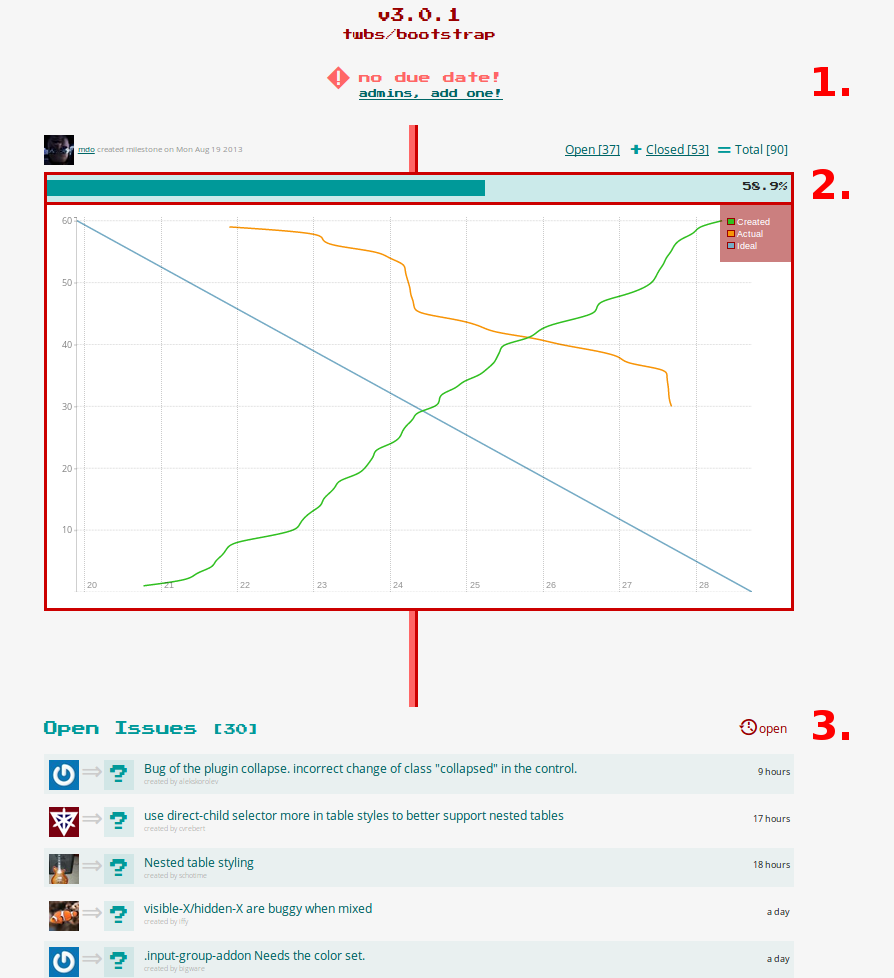 v3.0.1
twbs/bootstrap
no due date!
admins, add one!
1.
mdo created milestone on Mon Aug 19 2013
Open [37] + Closed [53] = Total [90]
58.9%
2.
Created
Actual
Ideal
60
50
40
30
20
10
20 21 22 23 24 25 26 27 28
Open Issues [30]
open
3.
Bug of the plugin collapse. incorrect change of class "collapsed" in the control.
created by alekskorolev
9 hours
use direct-child selector more in table styles to better support nested tables
created by cvrebert
17 hours
Nested table styling
created by schotime
18 hours
visible-X/hidden-X are buggy when mixed
created by iffy
a day
.input-group-addon Needs the color set.
created by bigware
a day